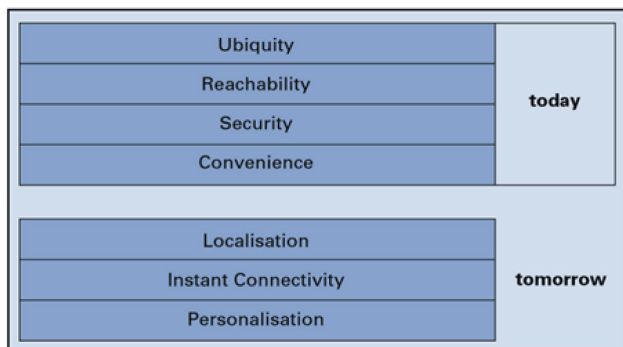 Ubiquity
Reachability
Security
Convenience
today
Localisation
Instant Connectivity
Personalisation
tomorrow